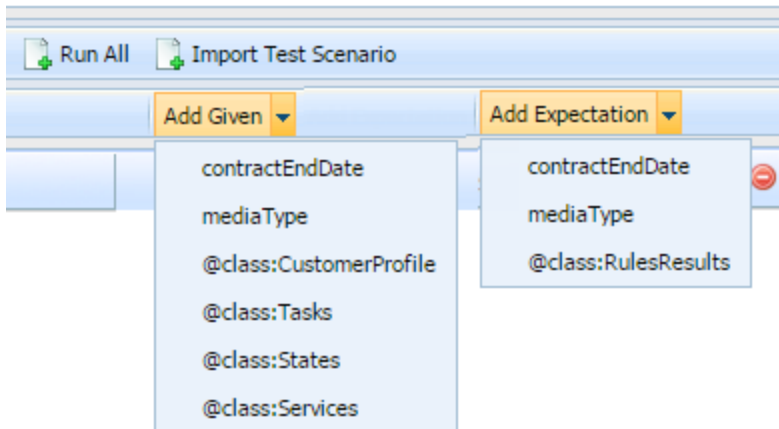 Run All Import Test Scenario
Add Given Add Expectation
contractEndDate
mediaType
@class:CustomerProfile
@class:Tasks
@class:States
@class:Services
contractEndDate
mediaType
@class:RulesResults